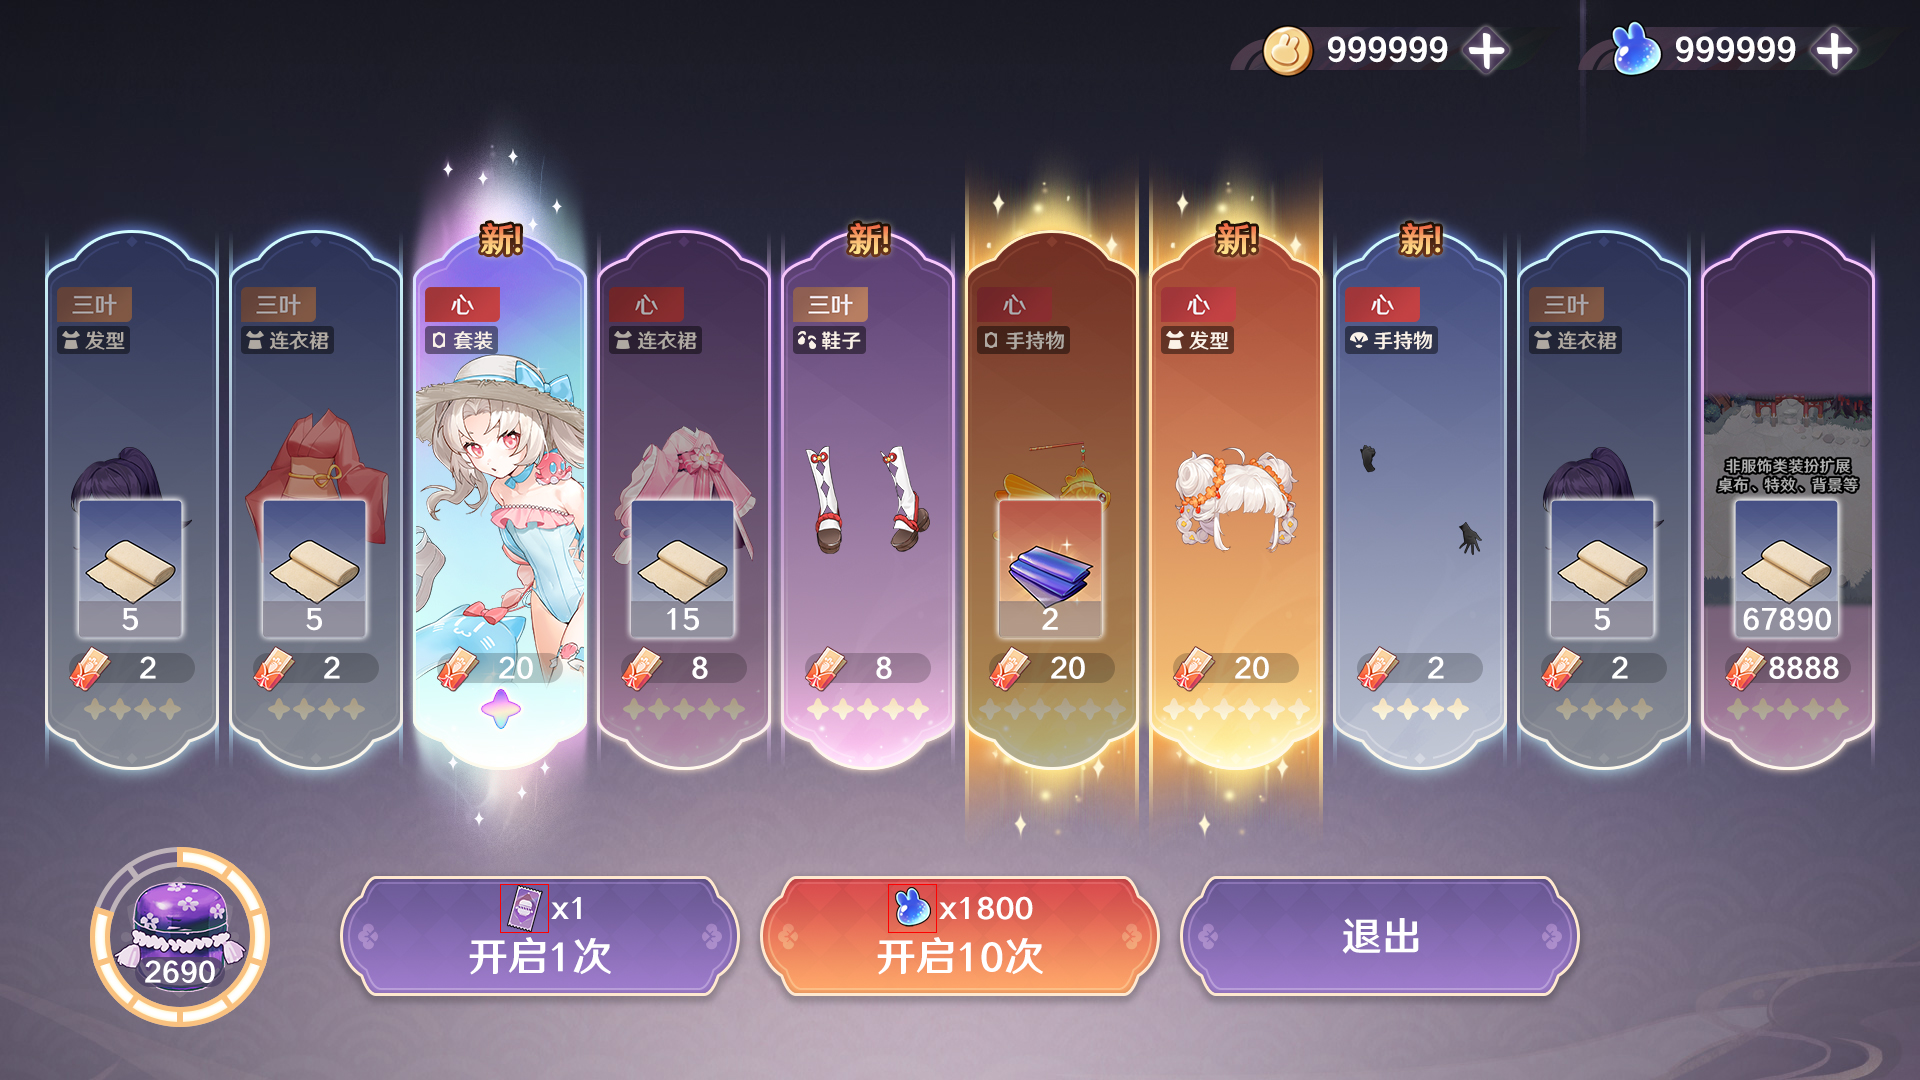 999999
999999
三叶
发型
5
2
三叶
连衣裙
5
2
新!
心
套装
20
心
连衣裙
15
8
新!
三叶
鞋子
8
心
手持物
2
20
新!
心
发型
20
新!
心
手持物
2
三叶
连衣裙
5
2
非服饰类装扮扩展
桌布、特效、背景等
67890
8888
2690
x1
开启1次
x1800
开启10次
退出